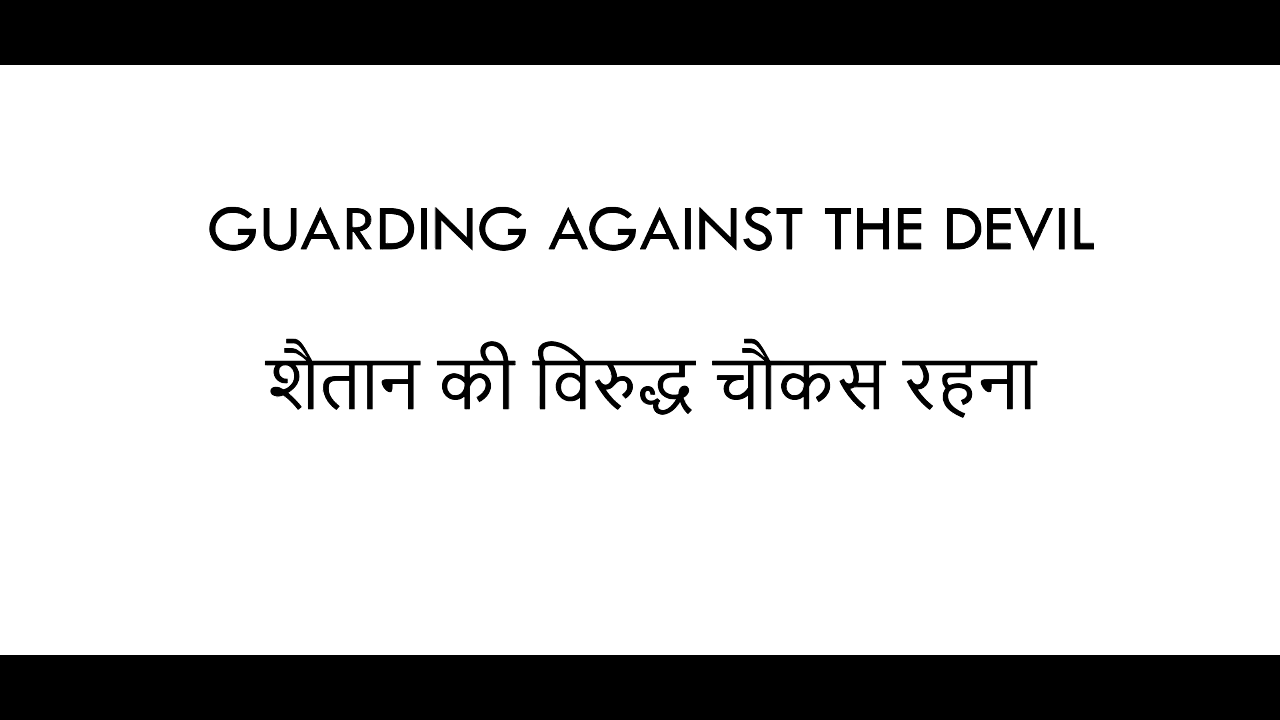 GUARDING AGAINST THE DEVIL
शैतान की विरुद्ध चौकस रहना